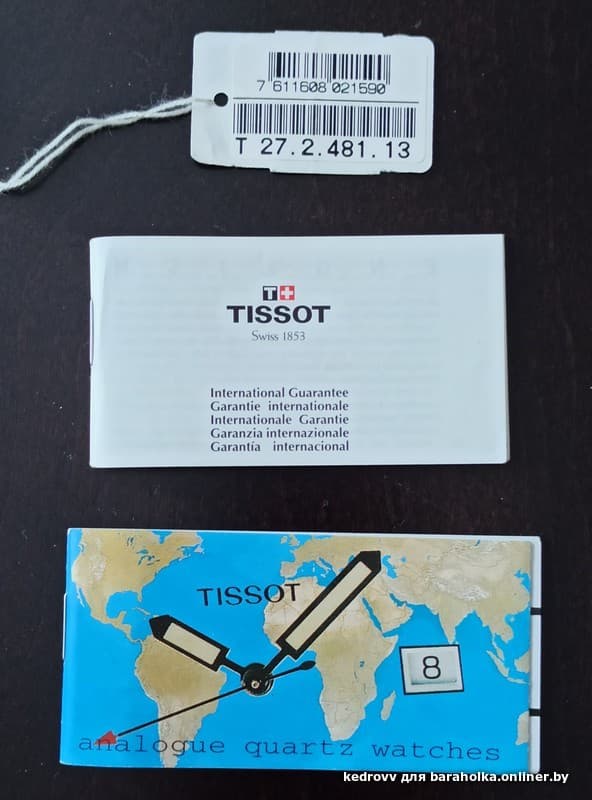 7 611608 021590
T 27.2.481.13
T+
TISSOT
Swiss 1853
International Guarantee
Garantie internationale
Internationale Garantie
Garanzia internazionale
Garantía internacional
TISSOT
8
analogue quartz watches
kedrovv для baraholka.onliner.by